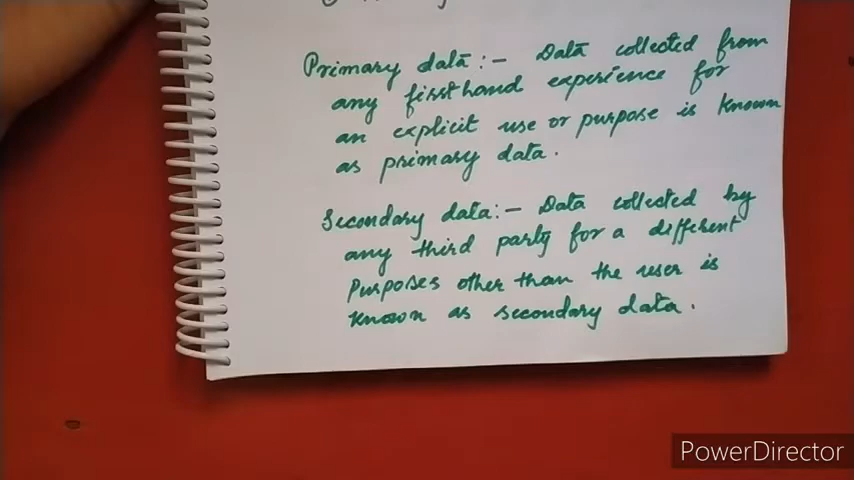 Primary data :- Data collected from
any firsthand experience for
an explicit use or purpose is known
as primary data.
Secondary data :- Data collected by
any third party for a different
purposes other than the user is
known as secondary data.
PowerDirector